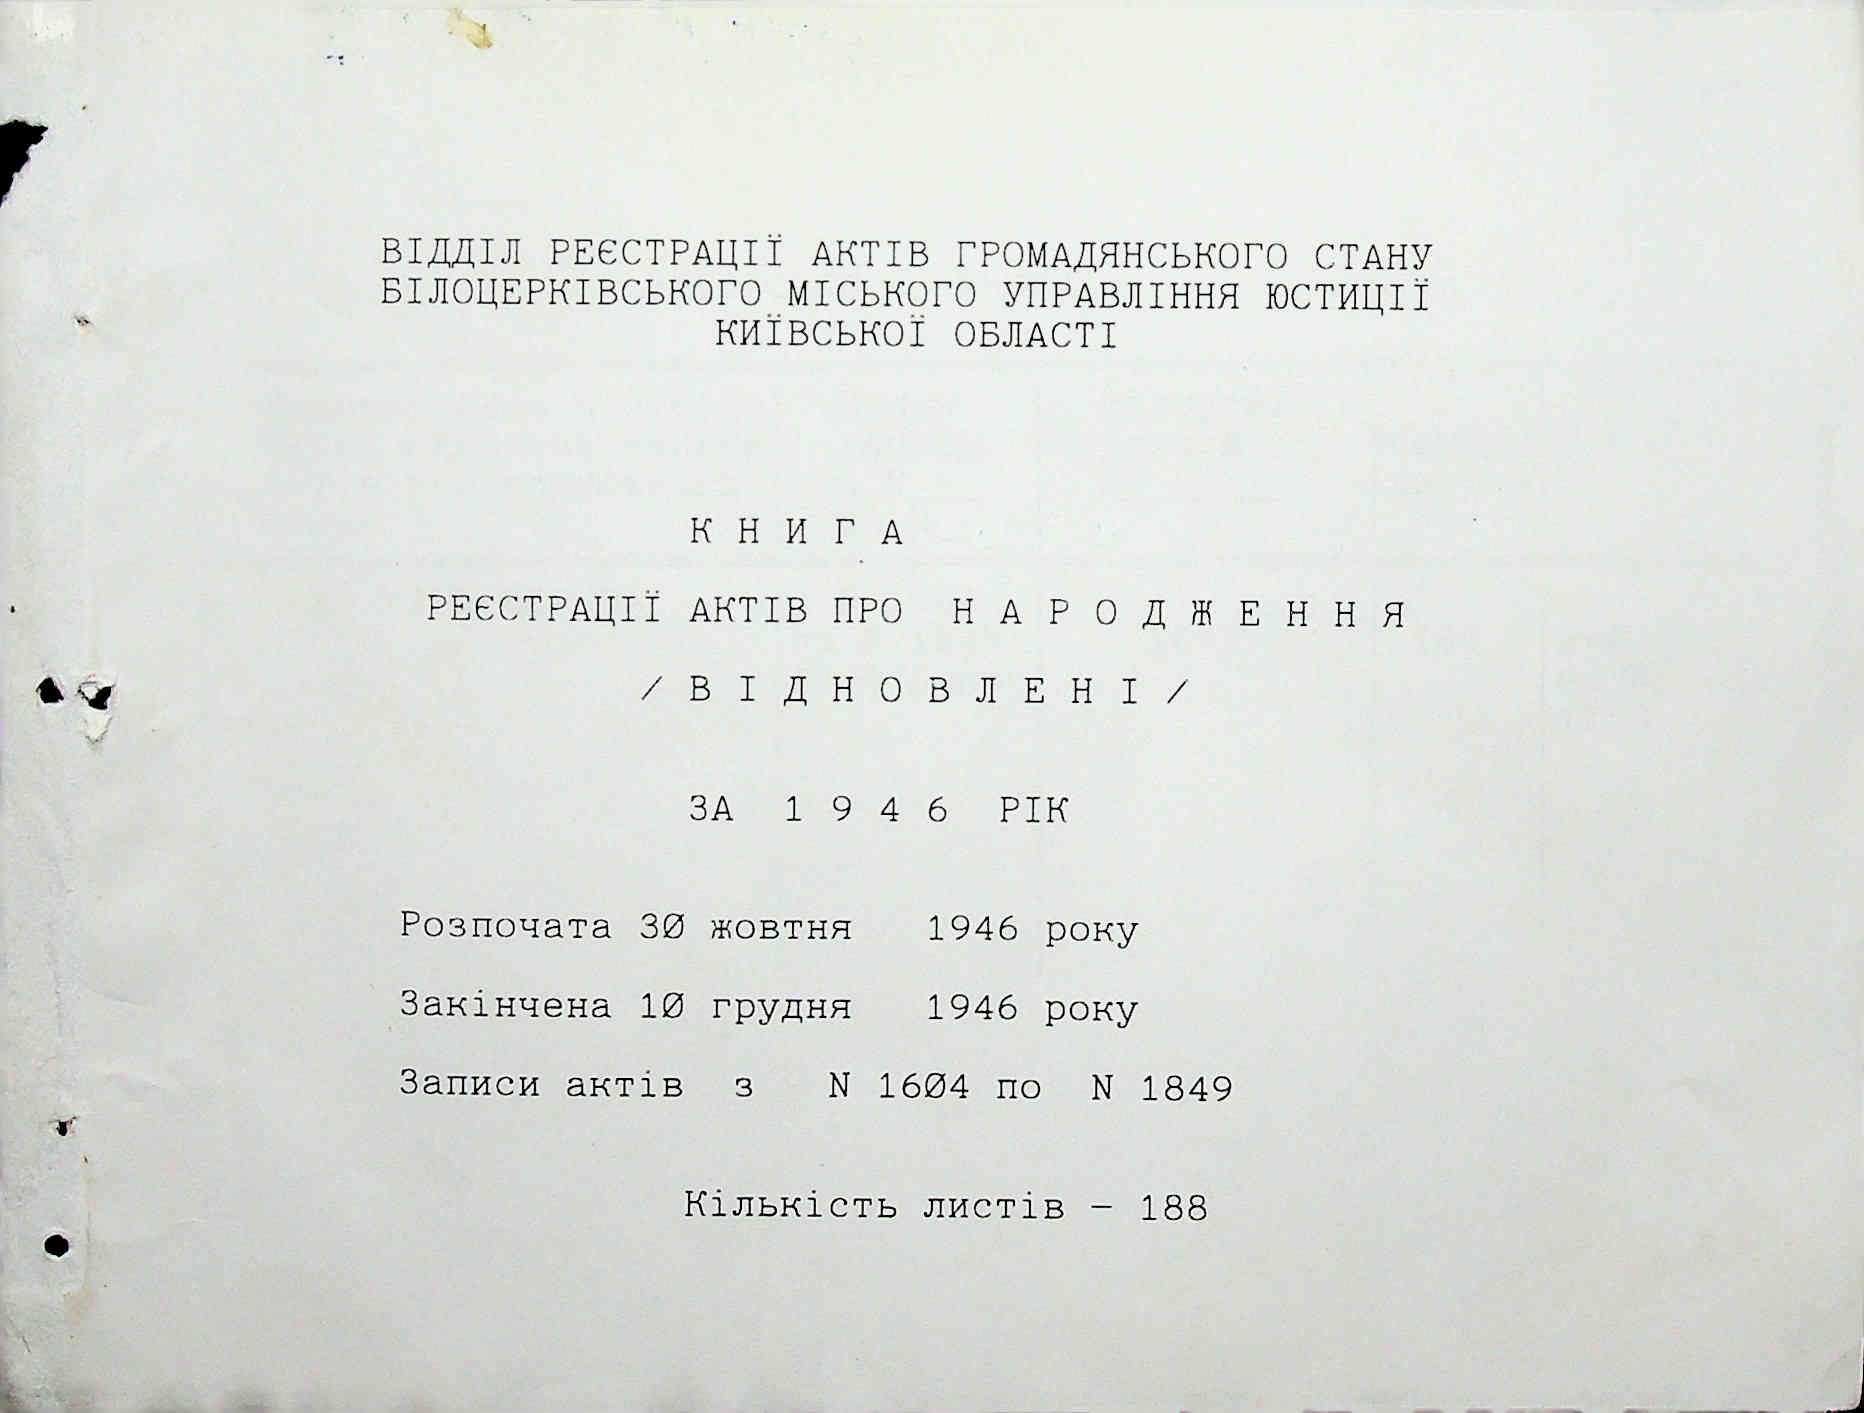 ВІДДІЛ РЕЄСТРАЦІЇ АКТІВ ГРОМАДЯНСЬКОГО СТАНУ
БІЛОЦЕРКІВСЬКОГО МІСЬКОГО УПРАВЛІННЯ ЮСТИЦІЇ
КИЇВСЬКОЇ ОБЛАСТІ
К Н И Г А
РЕЄСТРАЦІЇ АКТІВ ПРО Н А Р О Д Ж Е Н Н Я
/ В І Д Н О В Л Е Н І /
ЗА 1 9 4 6 РІК
Розпочата 30 жовтня 1946 року
Закінчена 10 грудня 1946 року
Записи актів з N 1604 по N 1849
Кількість листів - 188